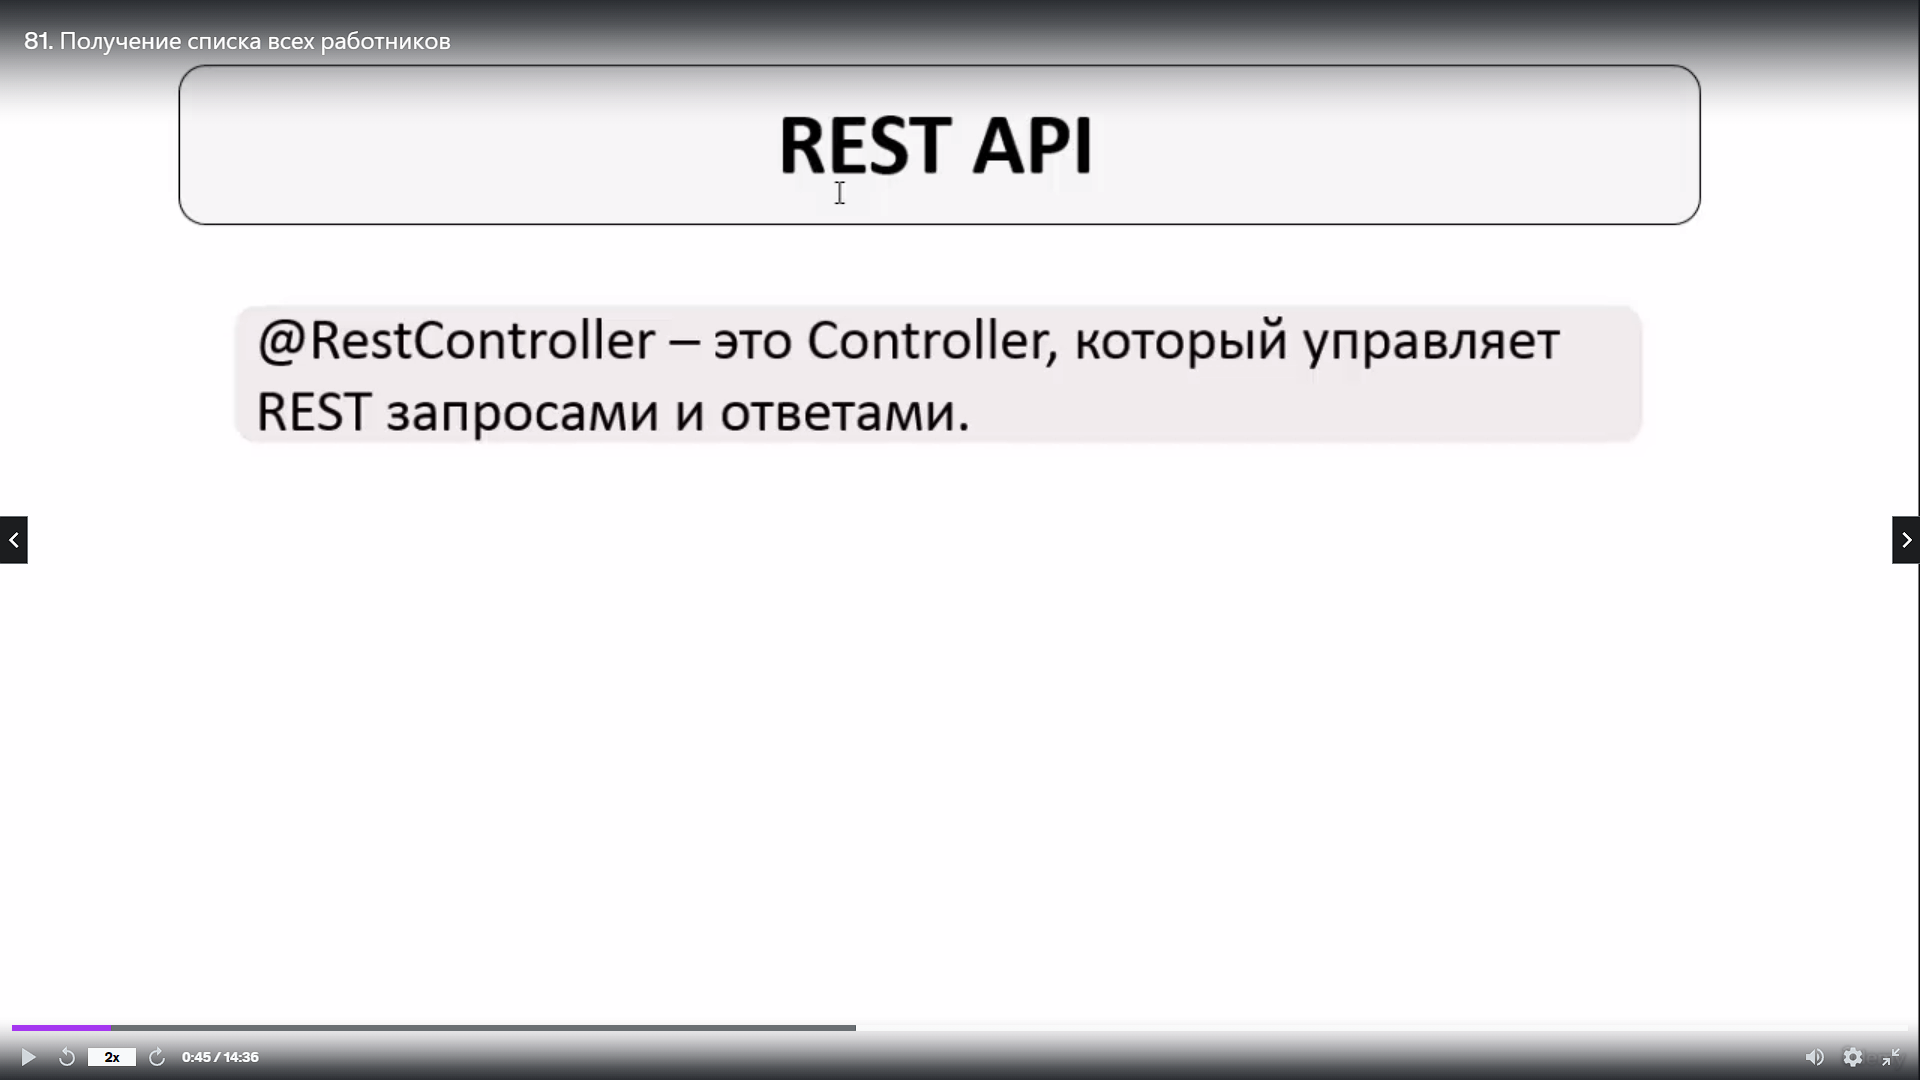 81. Получение списка всех работников
REST API
@RestController – это Controller, который управляет
REST запросами и ответами.
2x
0:45 / 14:36